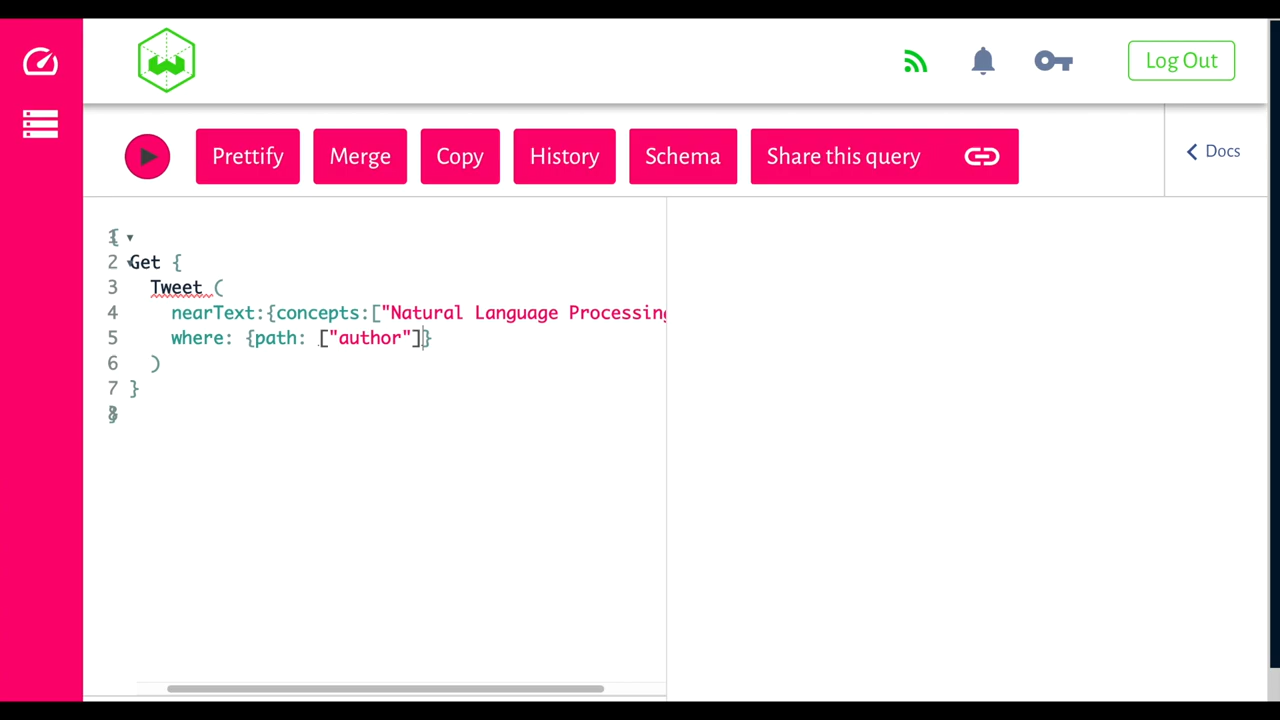 Log Out
Prettify Merge Copy History Schema Share this query Docs
1 {
2 Get {
3 Tweet (
4 nearText:{concepts:["Natural Language Processing
5 where: {path: ["author"]}
6 )
7 }